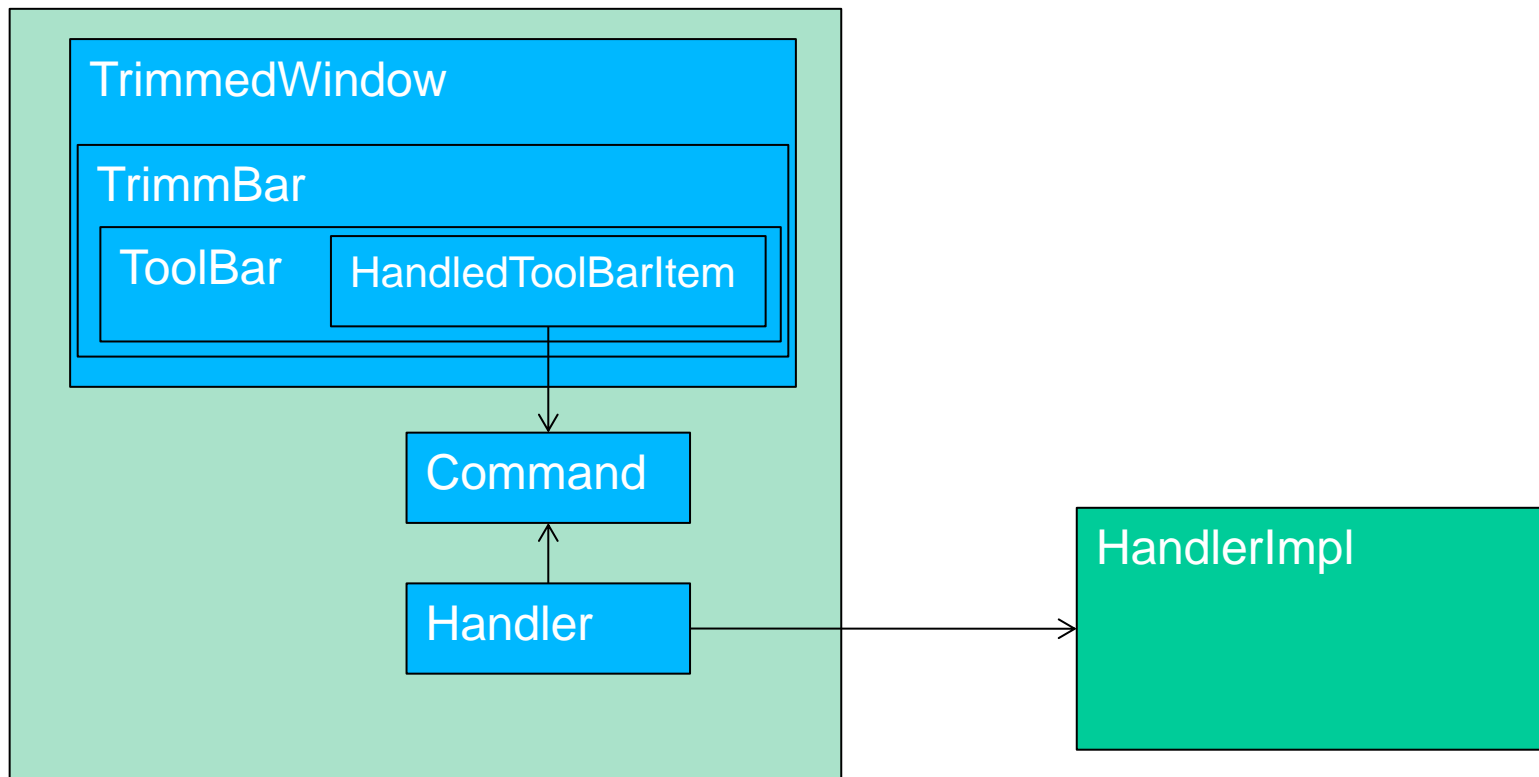 TrimmedWindow
TrimmBar
ToolBar
HandledToolBarItem
Command
Handler
HandlerImpl